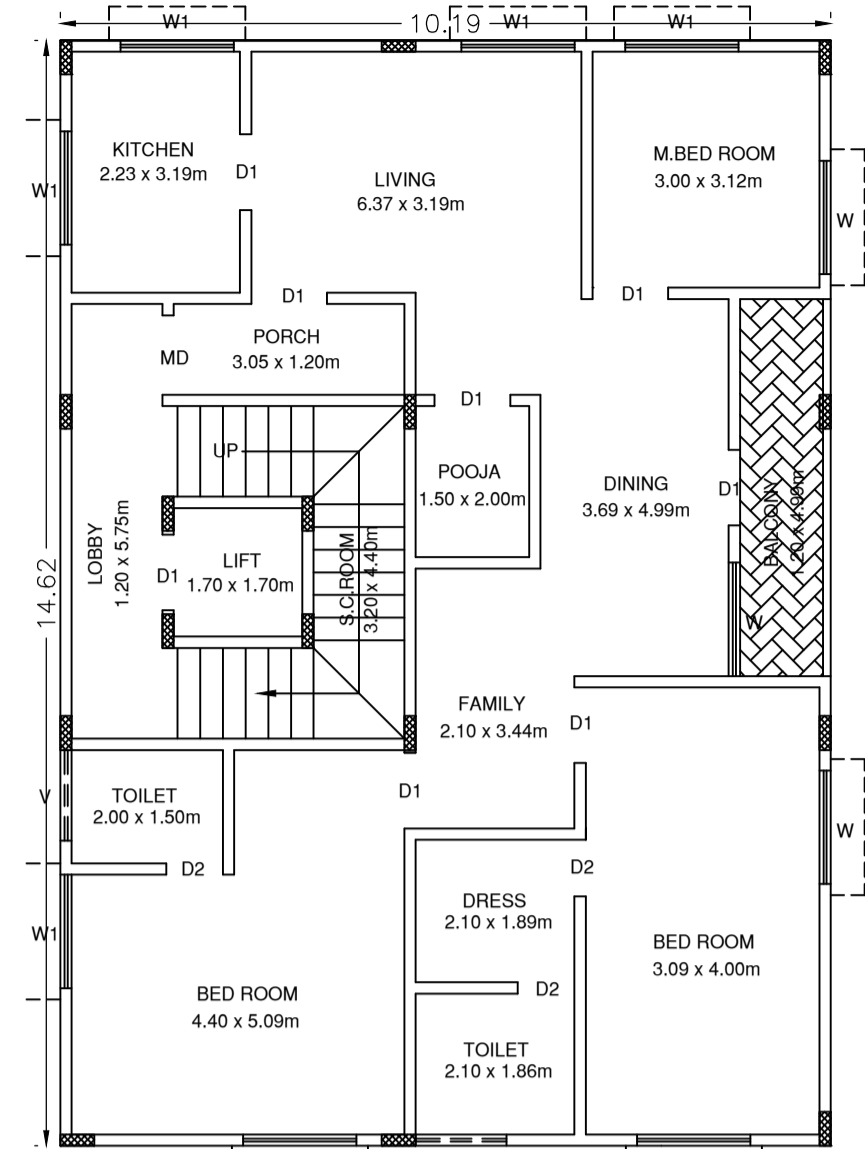 W1
10.19
W1
W1
KITCHEN
2.23 x 3.19m
D1
W1
LIVING
6.37 x 3.19m
M.BED ROOM
3.00 x 3.12m
W
D1
D1
PORCH
3.05 x 1.20m
MD
D1
UP
POOJA
1.50 x 2.00m
DINING
3.69 x 4.99m
D1
BALCONY
1.20 x 4.99m
LOBBY
1.20 x 5.75m
D1
LIFT
1.70 x 1.70m
S.C.ROOM
3.20 x 4.40m
14.62
W
FAMILY
2.10 x 3.44m
D1
V
TOILET
2.00 x 1.50m
D1
W
D2
D2
W1
DRESS
2.10 x 1.89m
BED ROOM
3.09 x 4.00m
BED ROOM
4.40 x 5.09m
D2
TOILET
2.10 x 1.86m